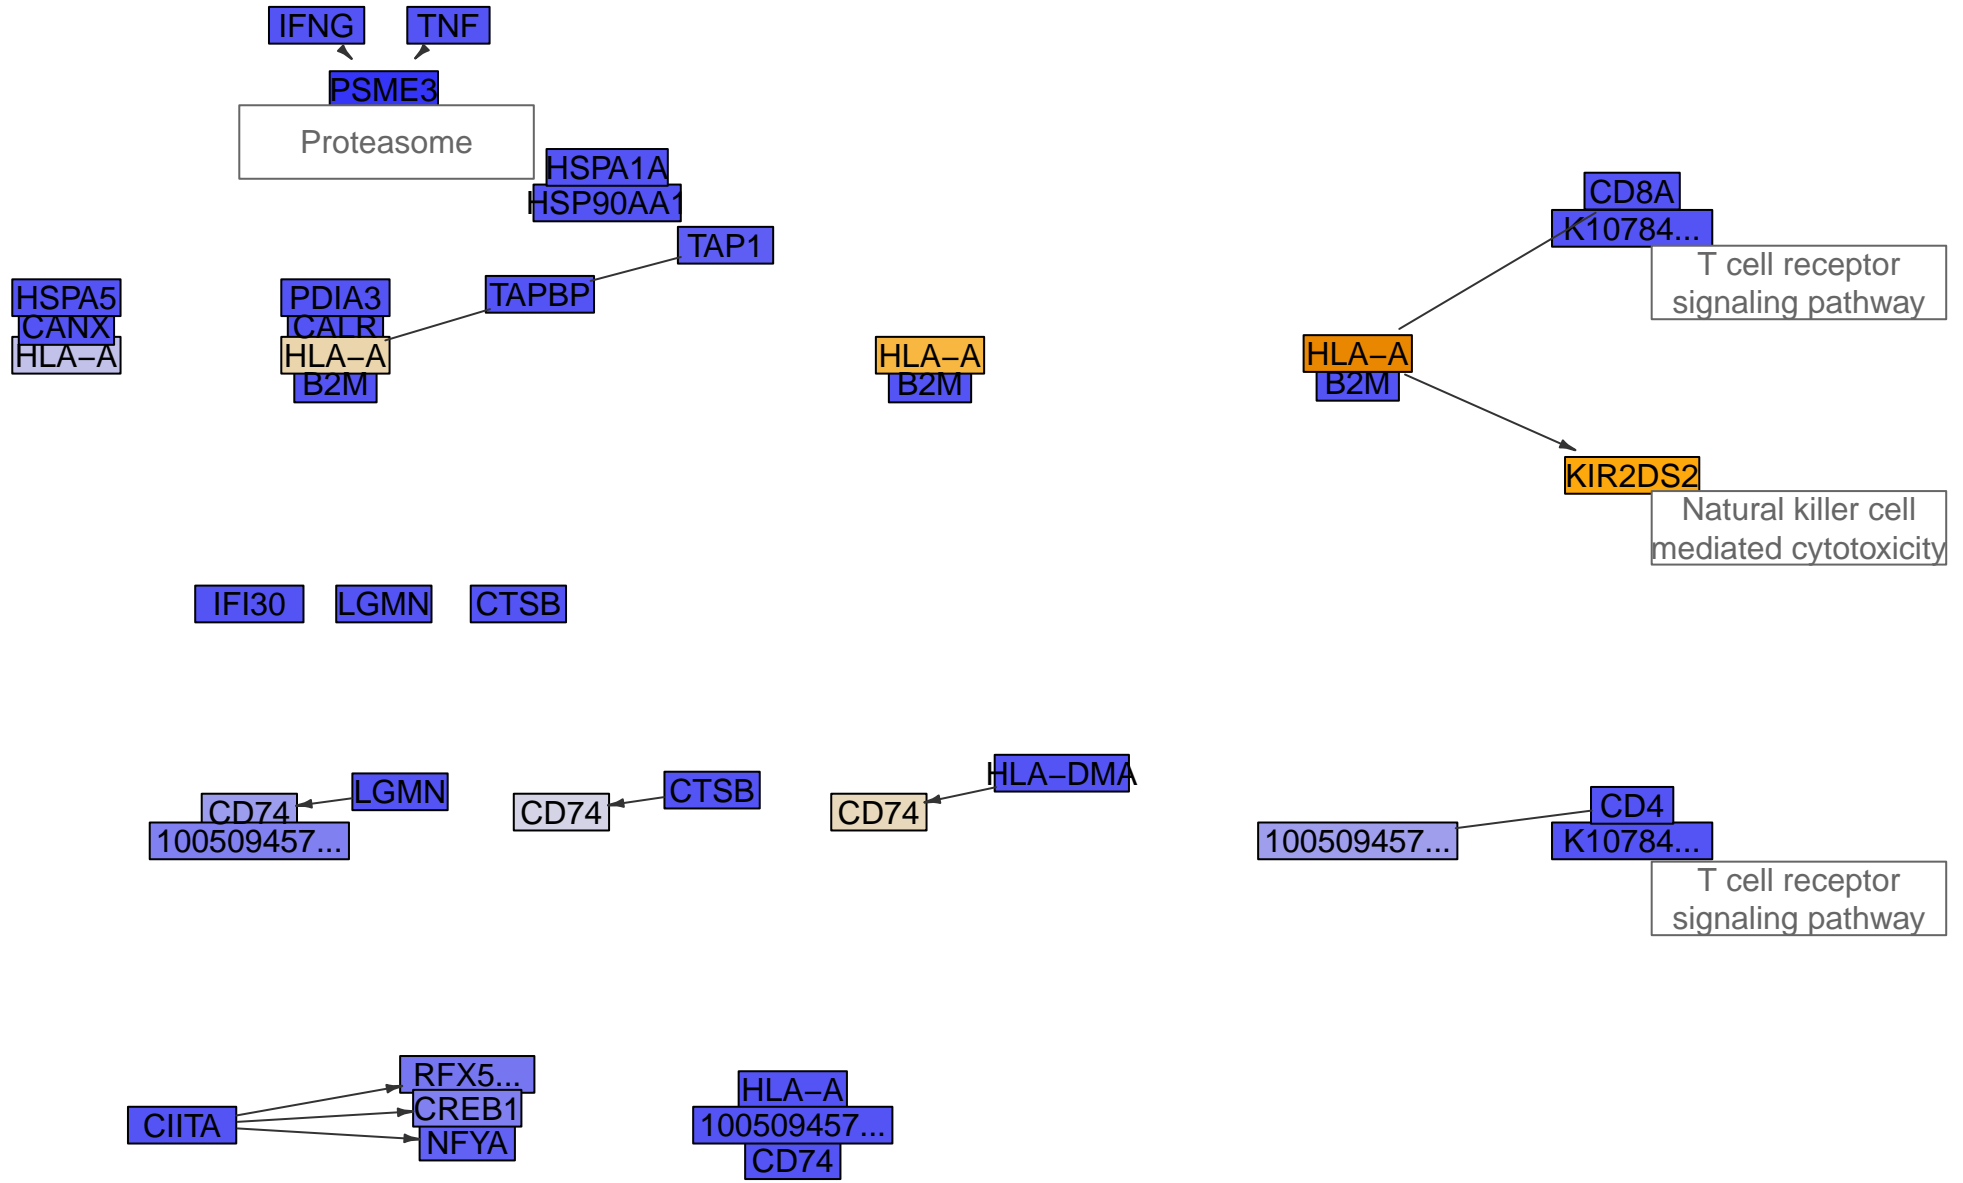 IFNG
TNF
PSME3
Proteasome
HSPA1A
HSP90AA1
TAP1
TAPBP
CD8A
K10784...
T cell receptor
signaling pathway
HSPA5
CANX
HLA−A
PDIA3
CALR
HLA−A
B2M
HLA−A
B2M
HLA−A
B2M
KIR2DS2
Natural killer cell
mediated cytotoxicity
IFI30
LGMN
CTSB
LGMN
CD74
100509457...
CTSB
CD74
HLA−DMA
CD74
CD4
100509457...
K10784...
T cell receptor
signaling pathway
CIITA
RFX5...
CREB1
NFYA
HLA−A
100509457...
CD74